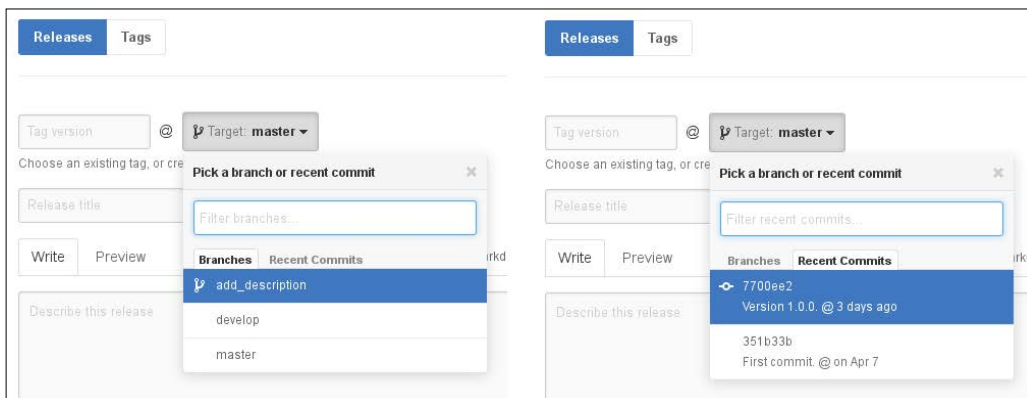 Releases Tags
Tag version @ Target: master
Choose an existing tag, or cre
Pick a branch or recent commit ×
Release title
Filter branches...
Write Preview
Branches Recent Commits
arkd
add_description
Describe this release
develop
master
Releases Tags
Tag version @ Target: master
Choose an existing tag, or cre
Pick a branch or recent commit ×
Release title
Filter recent commits...
Write Preview
Branches Recent Commits
7700ee2
Version 1.0.0. @ 3 days ago
Describe this release
351b33b
First commit. @ on Apr 7